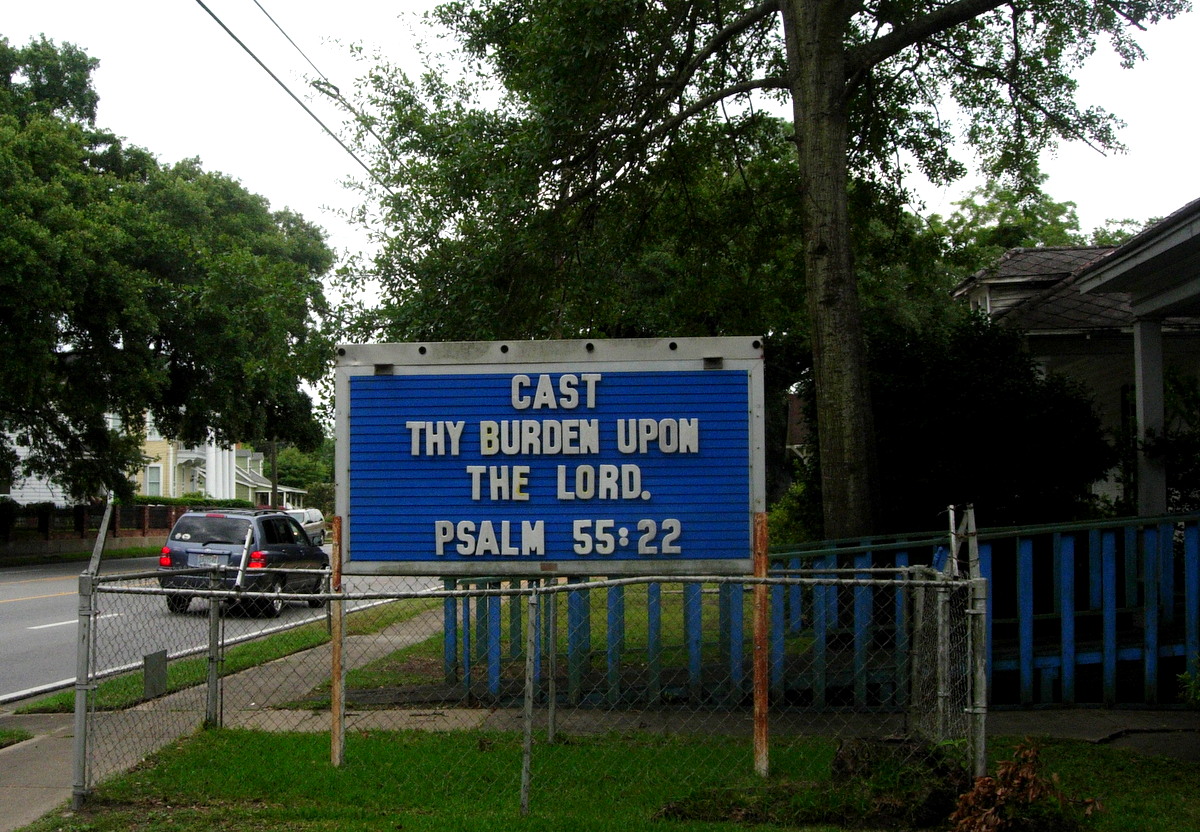 CAST
THY BURDEN UPON
THE LORD.
PSALM 55:22